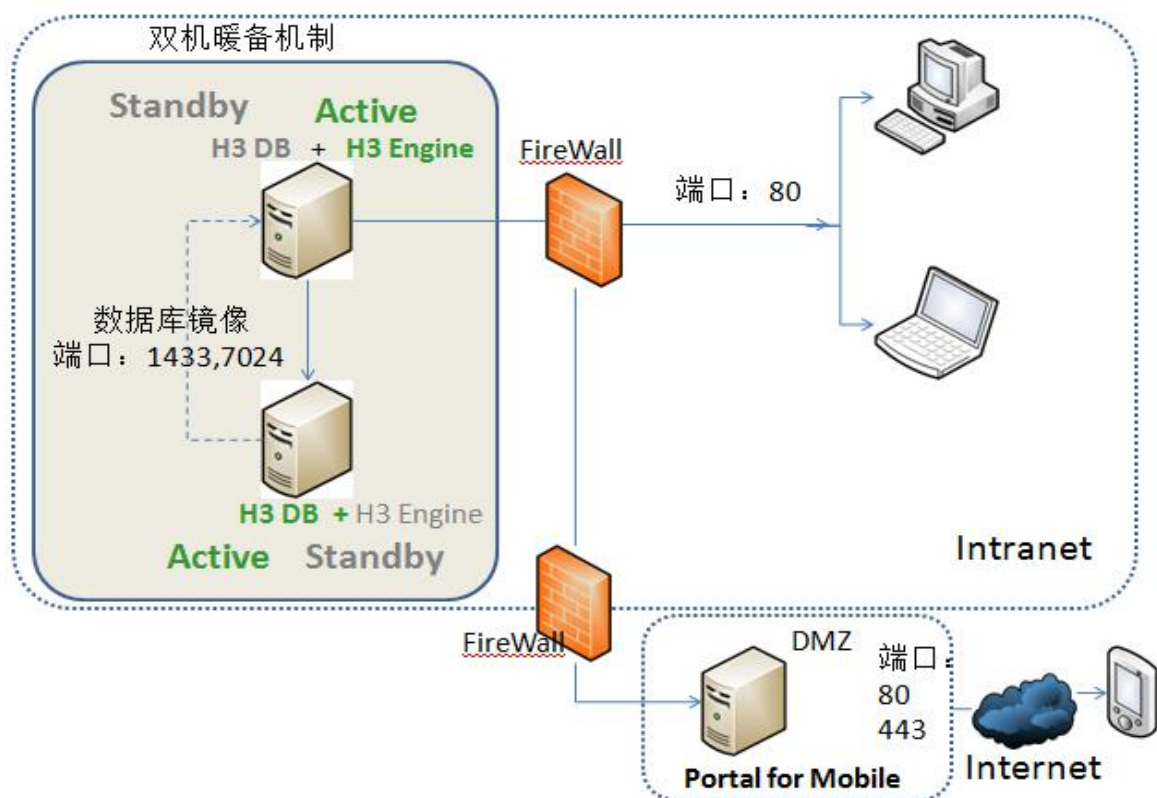 双机暖备机制
Standby Active
H3 DB + H3 Engine
FireWall
端口：80
数据库镜像
端口：1433,7024
H3 DB + H3 Engine
Active Standby
Intranet
FireWall
DMZ
端口：
80
443
Portal for Mobile
Internet